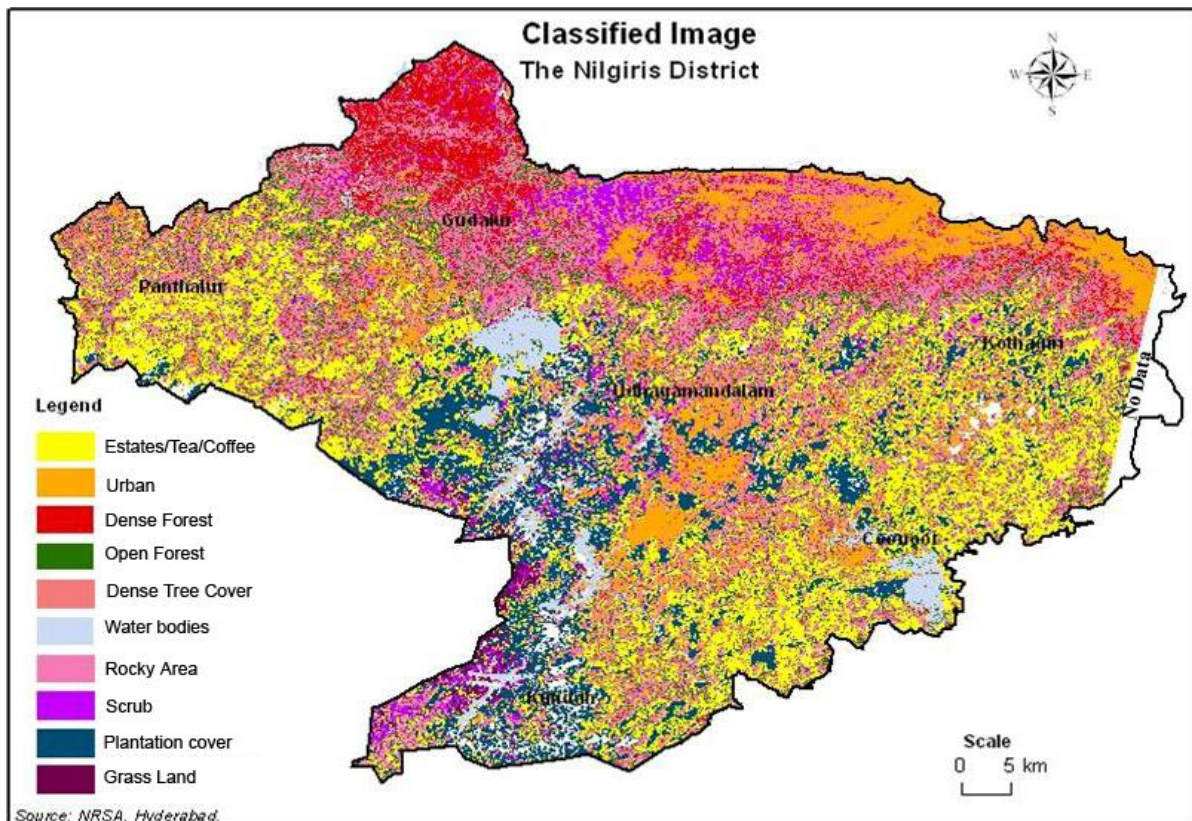 Classified Image
The Nilgiris District
N
W E
S
Gudalur
Panthalur
Kothagiri
Udhagamandalam
No Data
Legend
Estates/Tea/Coffee
Urban
Dense Forest
Open Forest
Dense Tree Cover
Water bodies
Rocky Area
Scrub
Plantation cover
Grass Land
Coonoor
Kundah
Scale
0 5 km
Source: NRSA, Hyderabad.